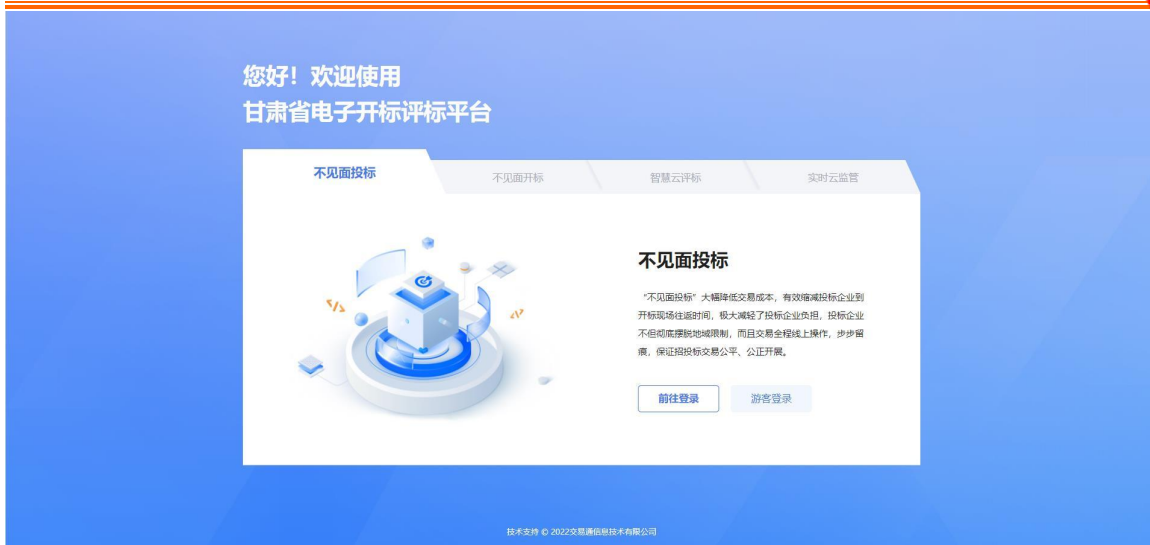 您好！欢迎使用
甘肃省电子开标评标平台
不见面投标
不见面开标
智慧云评标
实时云监管
不见面投标
“不见面投标”大幅降低交易成本，有效缩减投标企业到
开标现场往返时间，极大减轻了投标企业负担，投标企业
不但彻底摆脱地域限制，而且交易全程线上操作，步步留
痕，保证招投标交易公平、公正开展。
前往登录
游客登录
技术支持 © 2022交易通信息技术有限公司